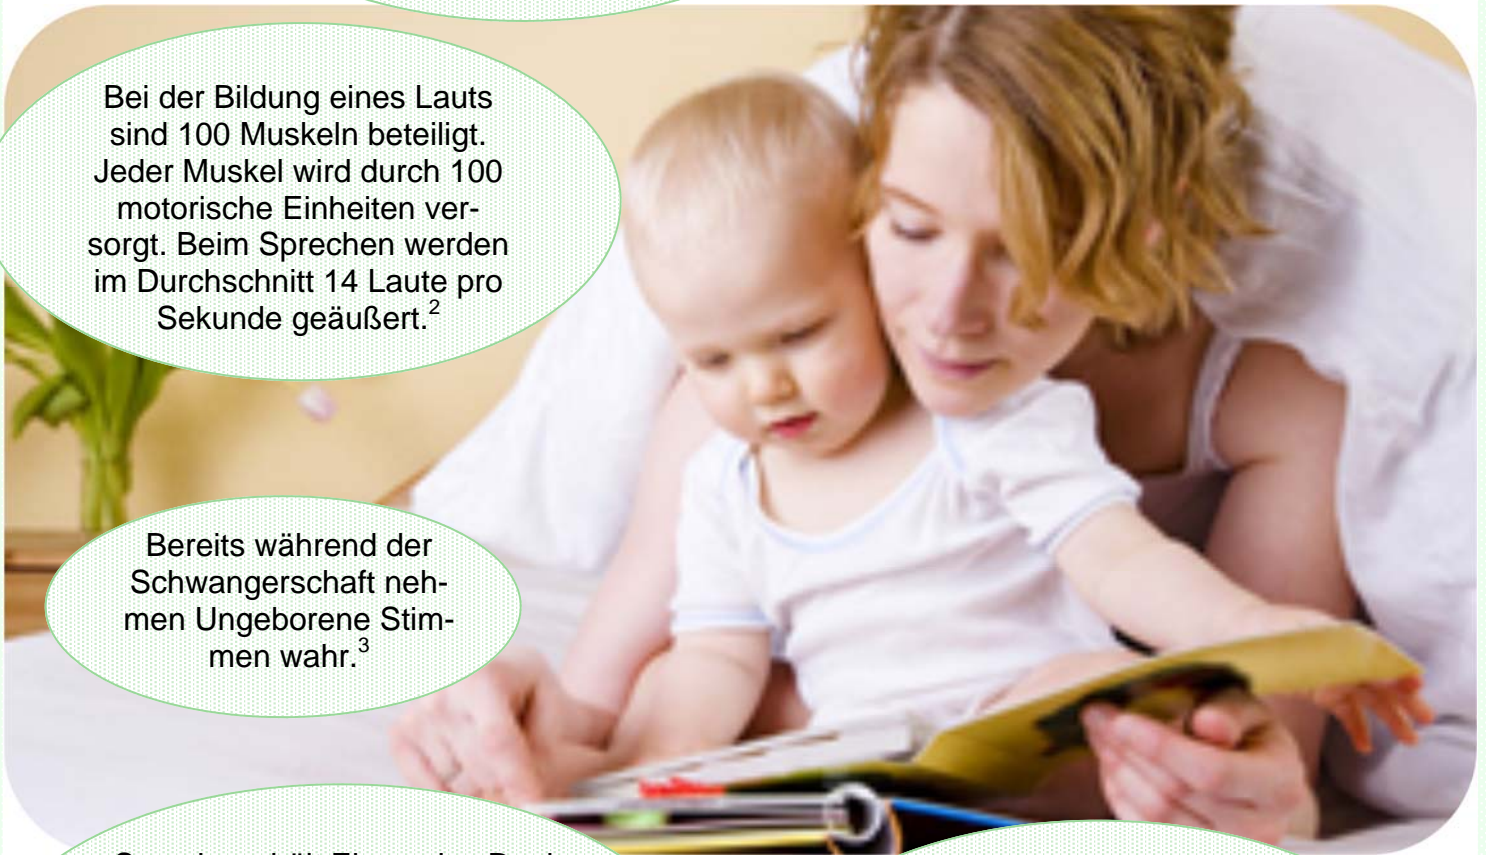 Bei der Bildung eines Lauts
sind 100 Muskeln beteiligt.
Jeder Muskel wird durch 100
motorische Einheiten ver-
sorgt. Beim Sprechen werden
im Durchschnitt 14 Laute pro
Sekunde geäußert.2
Bereits während der
Schwangerschaft neh-
men Ungeborene Stim-
men wahr.3